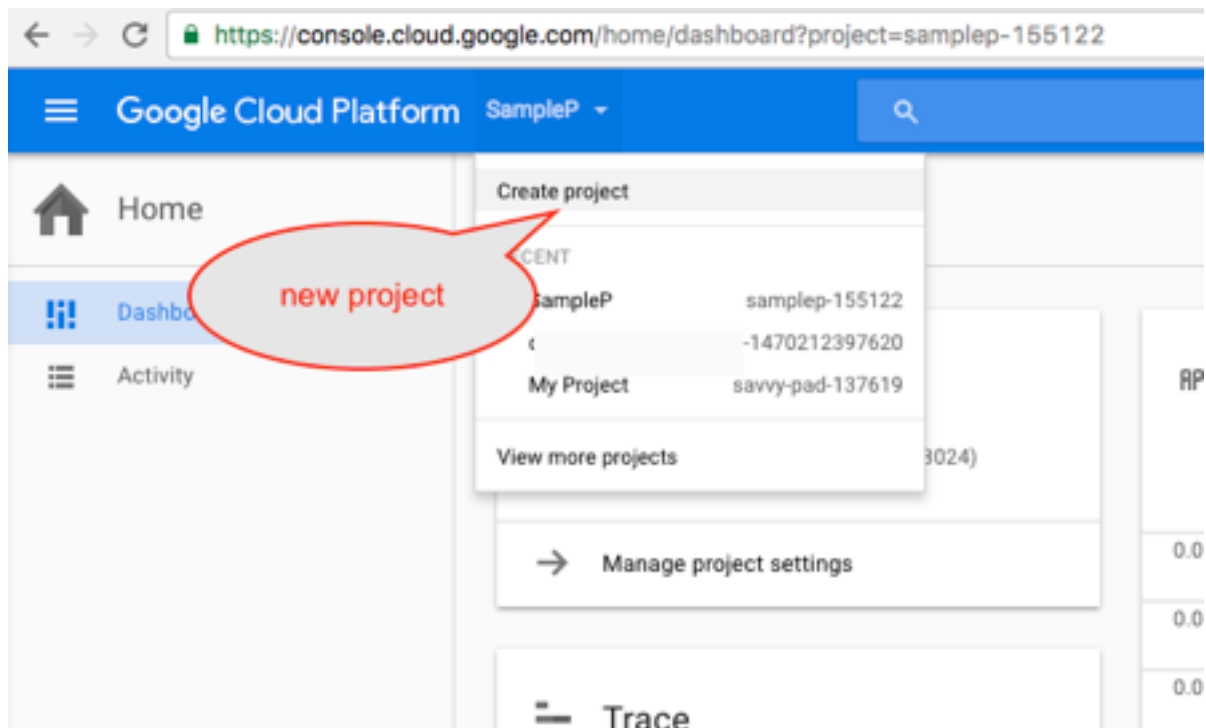 https://console.cloud.google.com/home/dashboard?project=samplep-155122
Google Cloud Platform SampleP
Home
Create project
new project
CENT
SampleP samplep-155122
-1470212397620
My Project savvy-pad-137619
Dashbo
Activity
AP
View more projects
3024)
Manage project settings
0.0
0.0
0.0
Trace